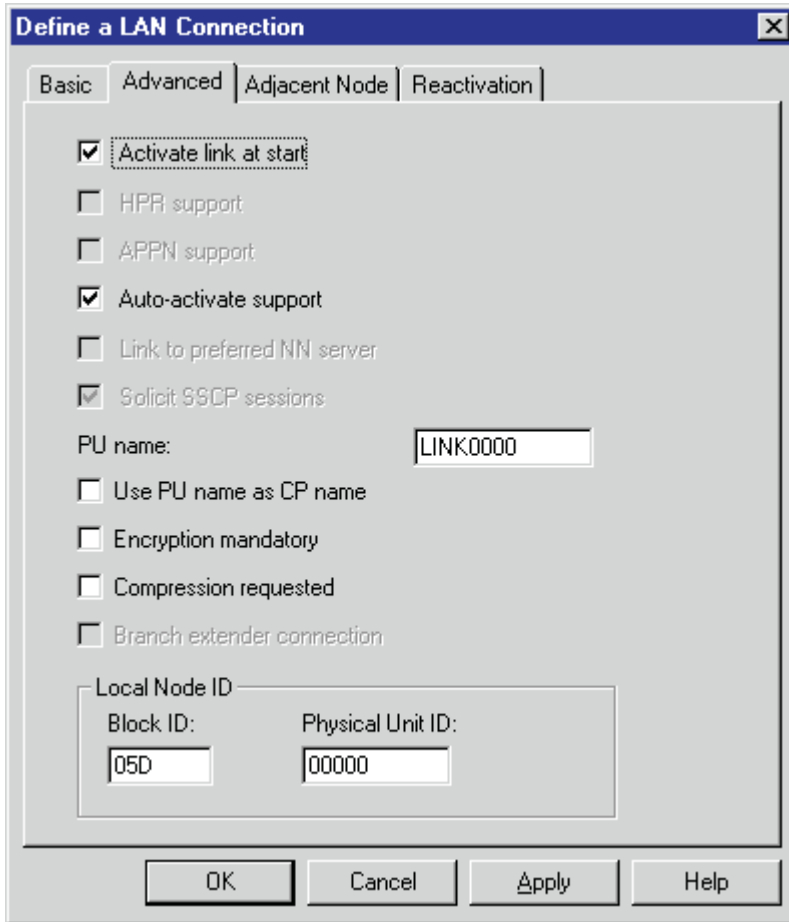 Define a LAN Connection
Basic Advanced Adjacent Node Reactivation
Activate link at start
HPR support
APPN support
Auto-activate support
Link to preferred NN server
Solicit SSCP sessions
PU name: LINK0000
Use PU name as CP name
Encryption mandatory
Compression requested
Branch extender connection
Local Node ID
Block ID: Physical Unit ID:
05D 00000
OK Cancel Apply Help